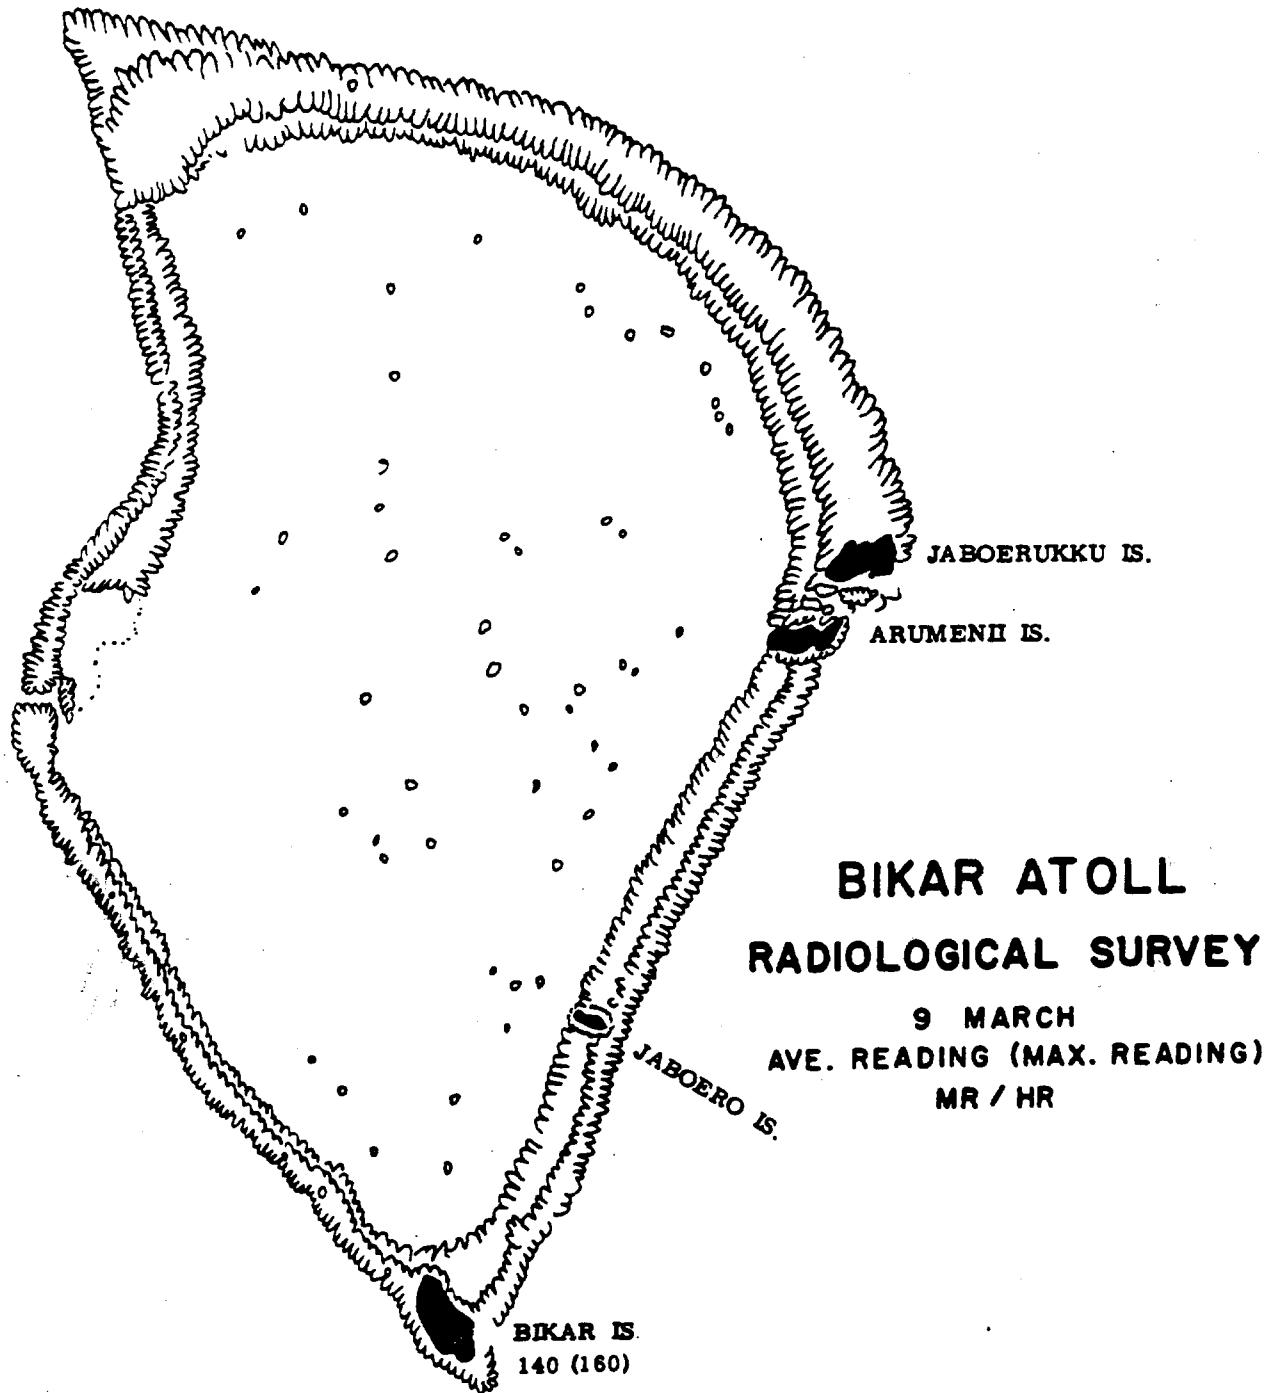 JABOERUKKU IS.
ARUMENII IS.
BIKAR ATOLL
RADIOLOGICAL SURVEY
9 MARCH
AVE. READING (MAX. READING)
MR / HR
JABOERO IS.
BIKAR IS.
140 (160)